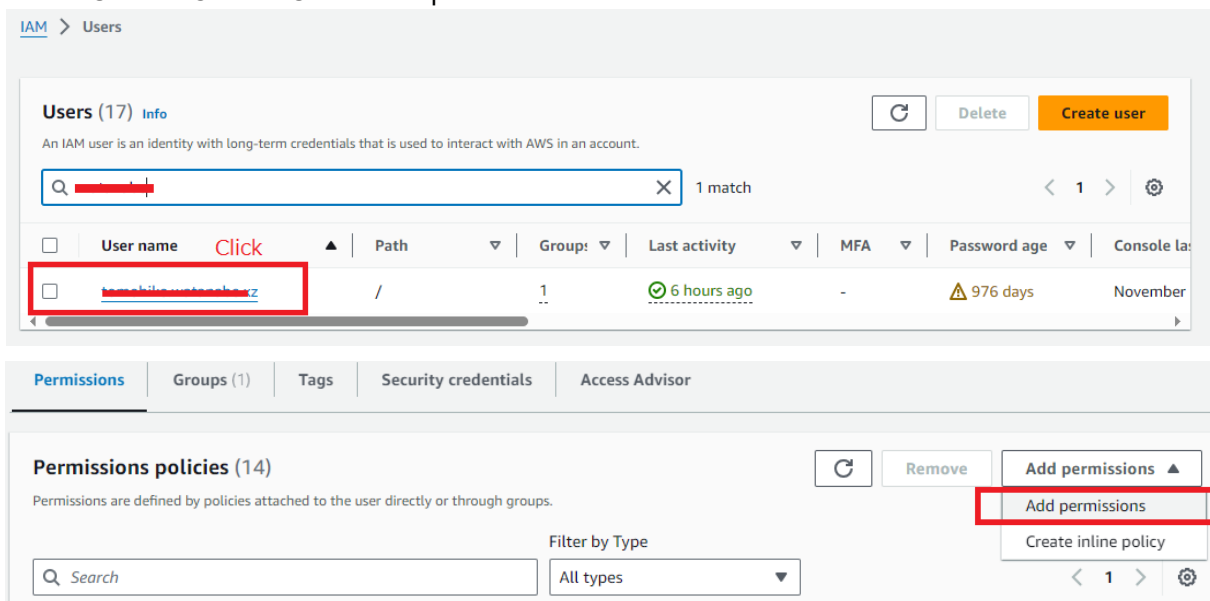 IAM > Users
Users (17) Info
Delete
Create user
An IAM user is an identity with long-term credentials that is used to interact with AWS in an account.
1 match
1
User name
Click
Path
Group
Last activity
MFA
Password age
Console la
/
1
6 hours ago
-
976 days
November
Permissions
Groups (1)
Tags
Security credentials
Access Advisor
Permissions policies (14)
Remove
Add permissions
Permissions are defined by policies attached to the user directly or through groups.
Add permissions
Filter by Type
Create inline policy
Search
All types
1